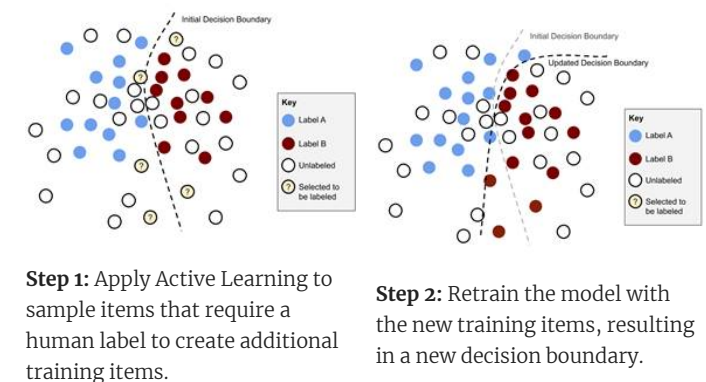 Initial Decision Boundary
?
?
?
?
?
Key
Label A
Label B
Unlabeled
? Selected to
be labeled
Step 1: Apply Active Learning to
sample items that require a
human label to create additional
training items.
Initial Decision Boundary
Updated Decision Boundary
Key
Label A
Label B
Unlabeled
? Selected to
be labeled
Step 2: Retrain the model with
the new training items, resulting
in a new decision boundary.